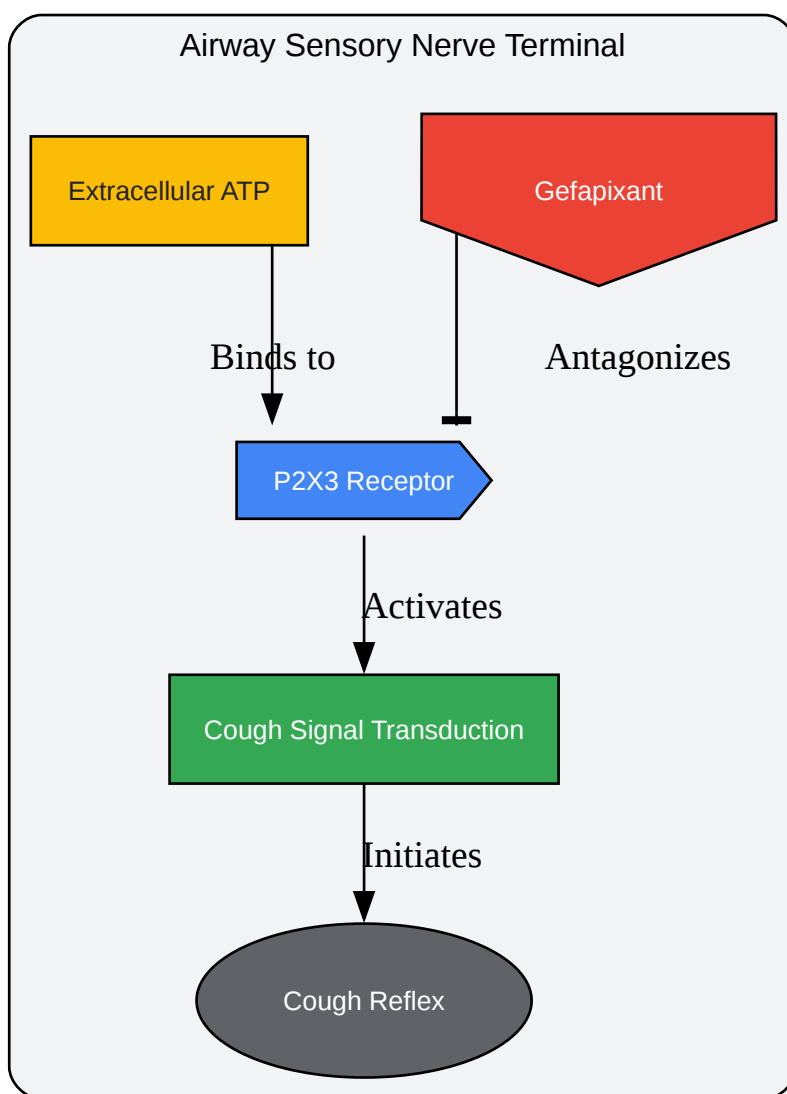 Airway Sensory Nerve Terminal
Extracellular ATP
Gefapixant
Binds to
Antagonizes
P2X3 Receptor
Activates
Cough Signal Transduction
Initiates
Cough Reflex